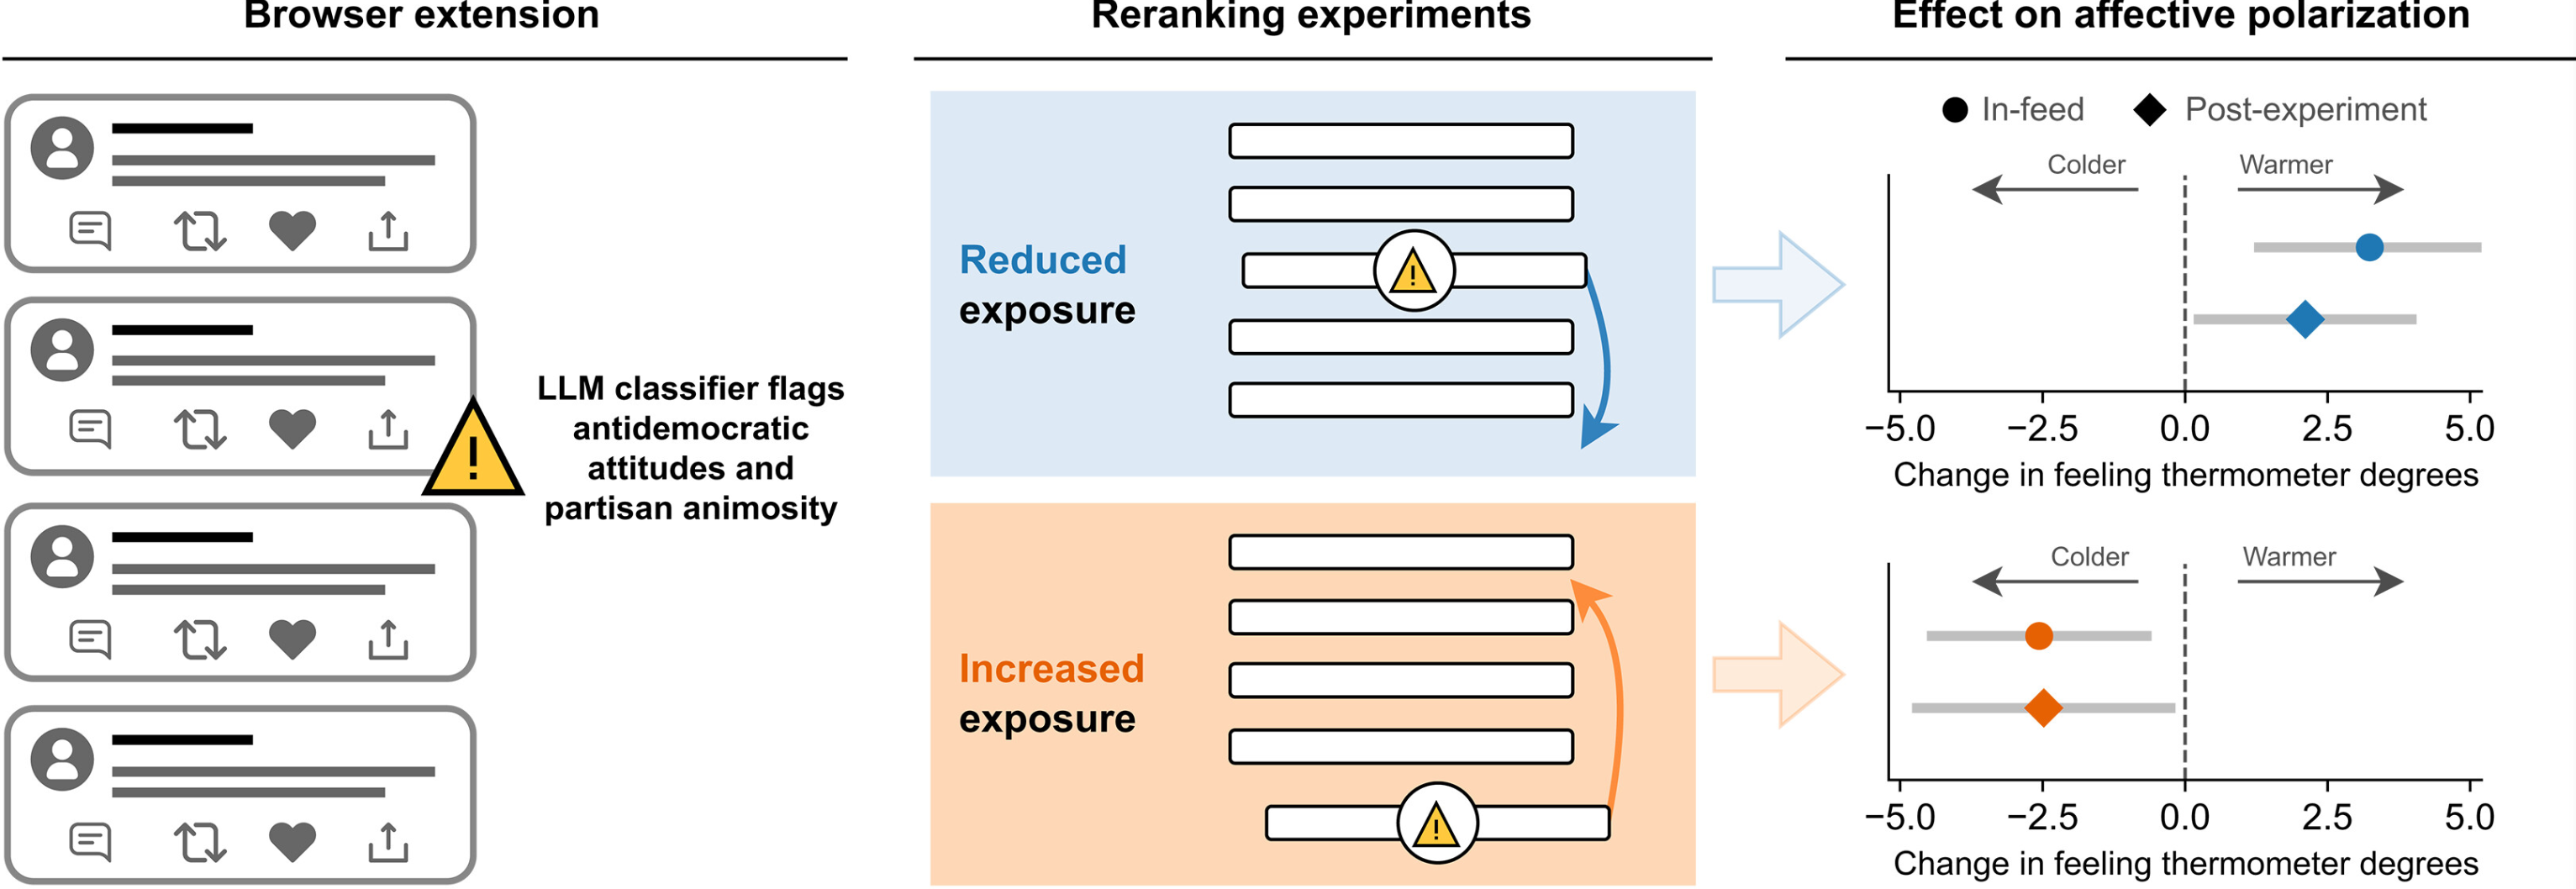 Browser extension
LLM classifier flags
antidemocratic
attitudes and
partisan animosity
Reranking experiments
Reduced
exposure
Increased
exposure
Effect on affective polarization
In-feed
Post-experiment
Colder
Warmer
−5.0
−2.5
0.0
2.5
5.0
Change in feeling thermometer degrees
Colder
Warmer
−5.0
−2.5
0.0
2.5
5.0
Change in feeling thermometer degrees